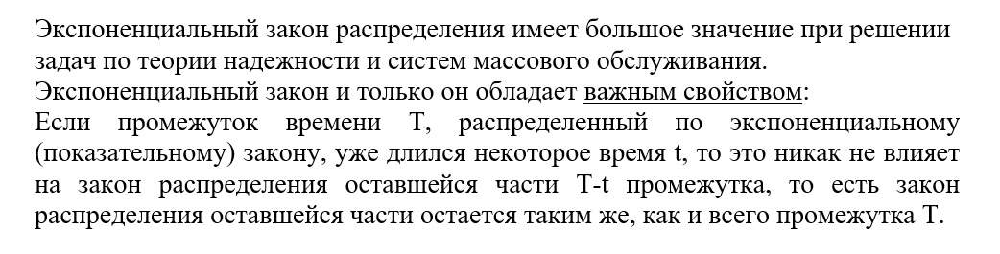 Экспоненциальный закон распределения имеет большое значение при решении
задач по теории надежности и систем массового обслуживания.
Экспоненциальный закон и только он обладает важным свойством:
Если промежуток времени T, распределенный по экспоненциальному
(показательному) закону, уже длился некоторое время t, то это никак не влияет
на закон распределения оставшейся части T-t промежутка, то есть закон
распределения оставшейся части остается таким же, как и всего промежутка T.